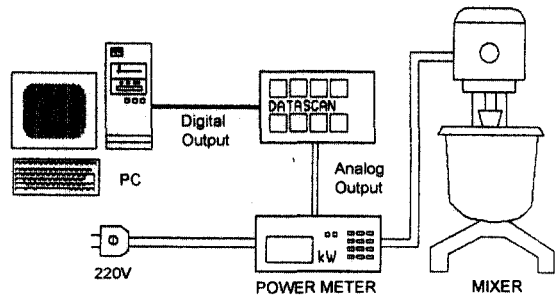 DATASCAN
Digital
Output
PC
Analog
Output
kW
220V
POWER METER
MIXER